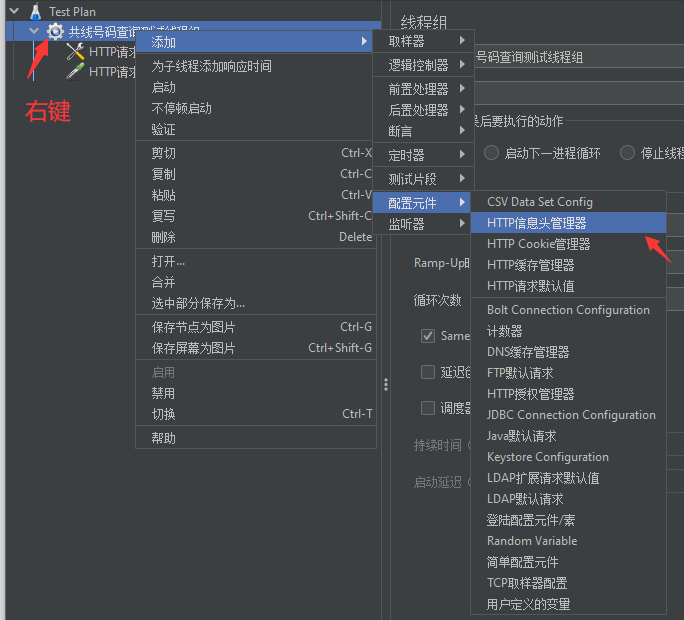 Test Plan
共线号码查询测试线程组
HTTP请求
HTTP请求
右键
添加
为子线程添加响应时间
启动
不停顿启动
验证
剪切 Ctrl-X
复制 Ctrl-C
粘贴 Ctrl-V
复写 Ctrl+Shift-C
删除 Delete
打开...
合并
选中部分保存为...
保存节点为图片 Ctrl-G
保存屏幕为图片 Ctrl+Shift-G
启用
禁用
切换 Ctrl-T
帮助
取样器
逻辑控制器
前置处理器
后置处理器
断言
定时器
测试片段
配置元件
监听器
CSV Data Set Config
HTTP信息头管理器
HTTP Cookie管理器
HTTP缓存管理器
HTTP请求默认值
Bolt Connection Configuration
计数器
DNS缓存管理器
FTP默认请求
HTTP授权管理器
JDBC Connection Configuration
Java默认请求
Keystore Configuration
LDAP扩展请求默认值
LDAP默认请求
登陆配置元件/素
Random Variable
简单配置元件
TCP取样器配置
用户定义的变量
线程组
号码查询测试线程组
后要执行的动作
启动下一进程循环 停止线程
Ramp-Up
循环次数
Same
延迟
调度器
持续时间
启动延迟